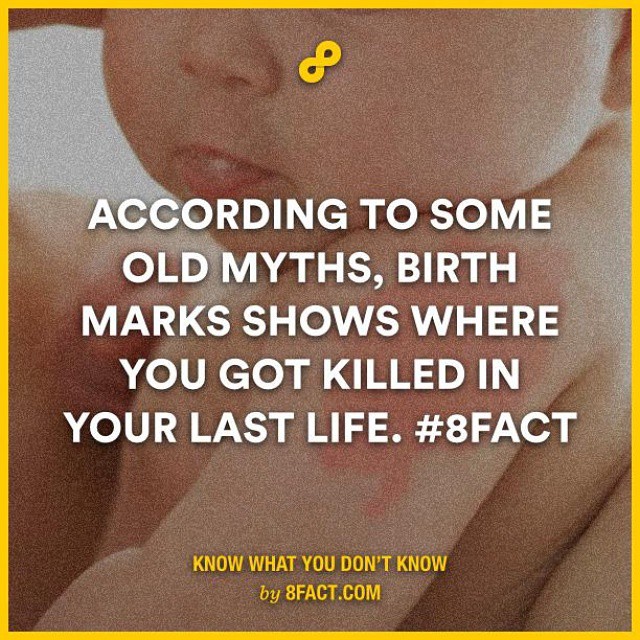 ACCORDING TO SOME
OLD MYTHS, BIRTH
MARKS SHOWS WHERE
YOU GOT KILLED IN
YOUR LAST LIFE. #8FACT
KNOW WHAT YOU DON'T KNOW
by 8FACT.COM